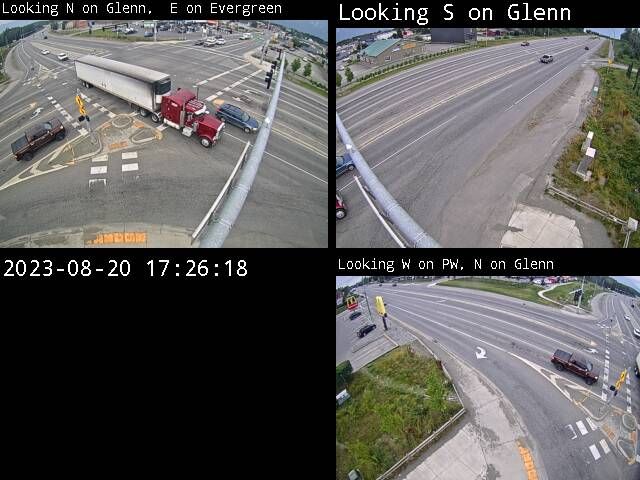 Looking N on Glenn,  E on Evergreen
Looking S on Glenn
2023-08-20 17:26:18
Looking W on PW, N on Glenn